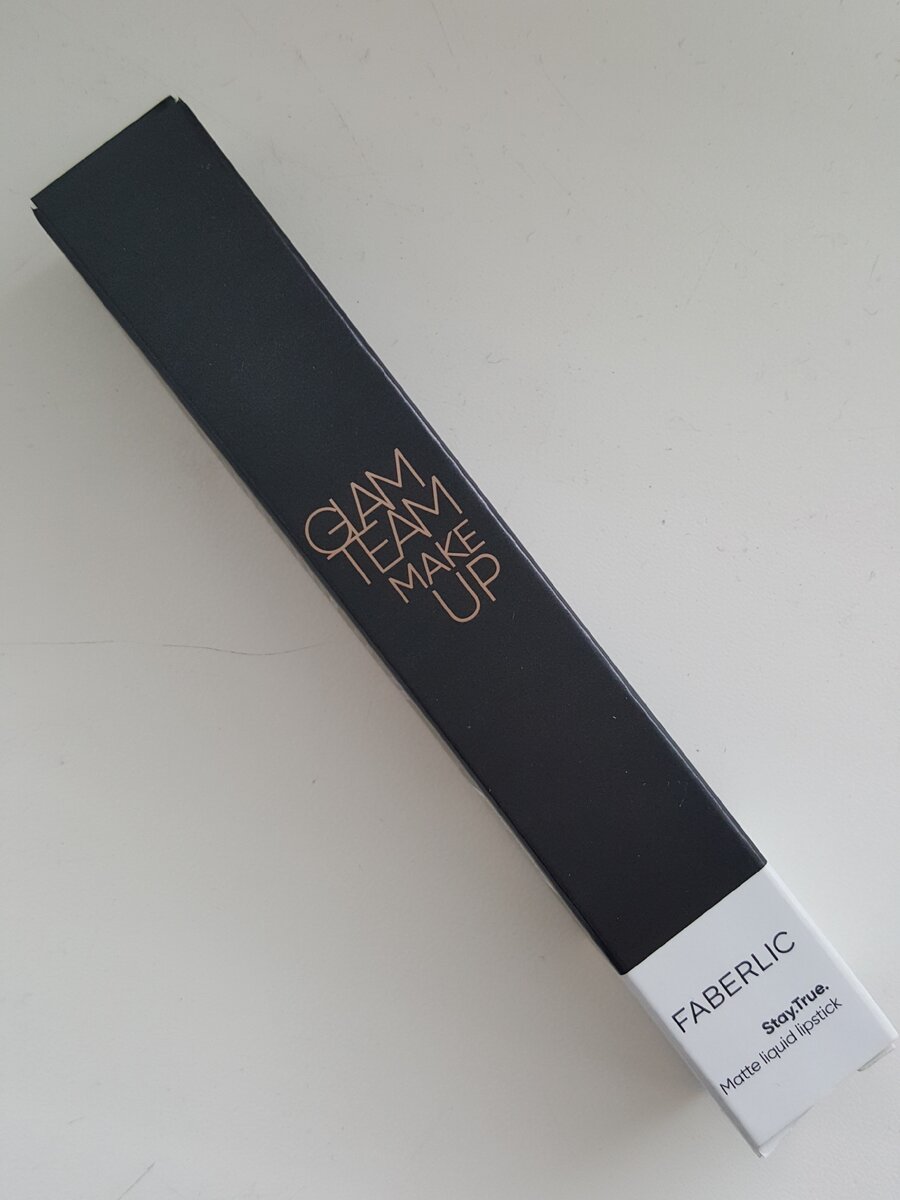 GLAM
TEAM
MAKE
UP
FABERLIC
Stay.True.
Matte liquid lipstick